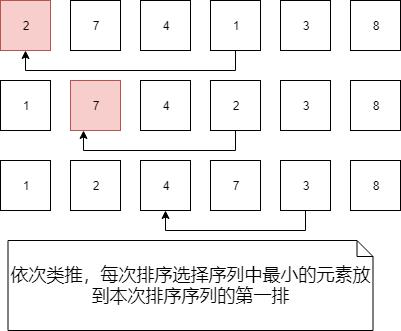 2 7 4 1 3 8
1 7 4 2 3 8
1 2 4 7 3 8
依次类推，每次排序选择序列中最小的元素放
到本次排序序列的第一排